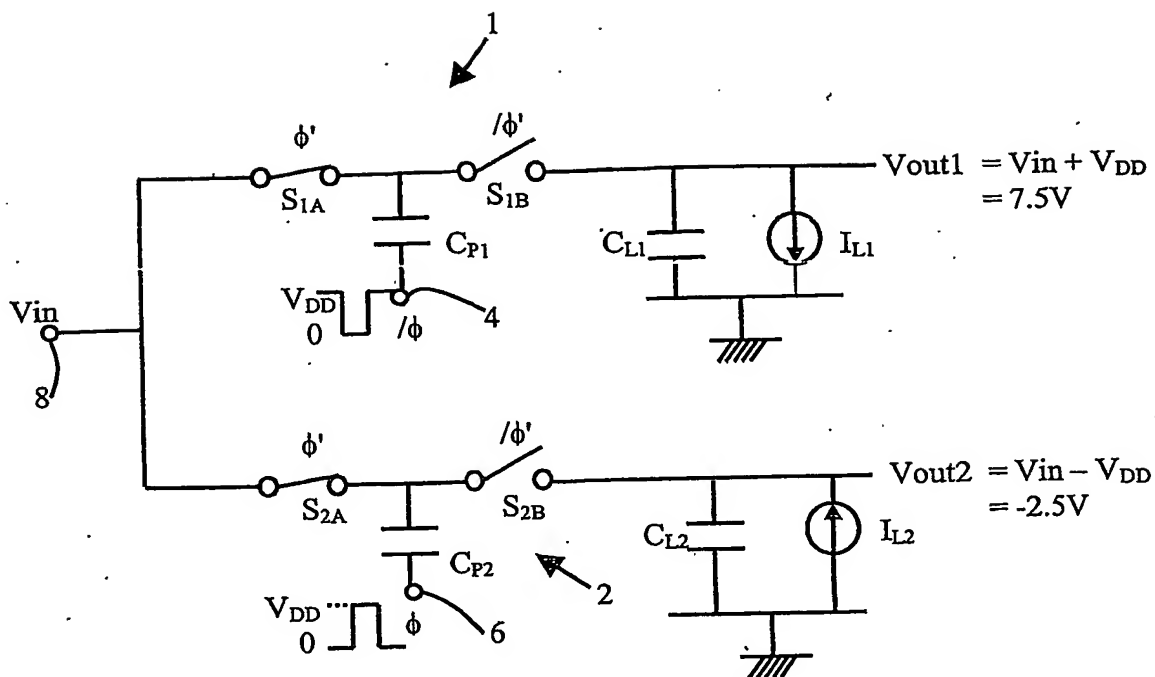 1
ϕ'
/ϕ'
S1A
S1B
Vout1 = Vin + VDD
= 7.5V
CP1
CL1
IL1
VDD
0
/ϕ
4
Vin
8
ϕ'
/ϕ'
S2A
S2B
Vout2 = Vin – VDD
= -2.5V
CP2
CL2
IL2
2
VDD
0
ϕ
6